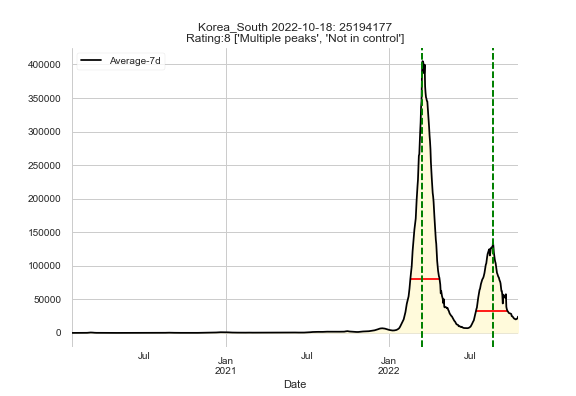 Korea_South 2022-10-18: 25194177
Rating:8 ['Multiple peaks', 'Not in control']
Average-7d
400000
350000
300000
250000
200000
150000
100000
50000
0
Jul
Jan
2021
Jul
Jan
2022
Jul
Date